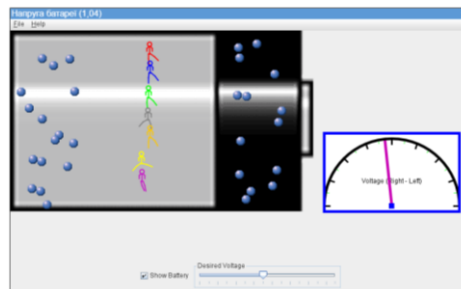 Напруга батареї (1,04)
File Help
Voltage (Right - Left)
Show Battery
Desired Voltage